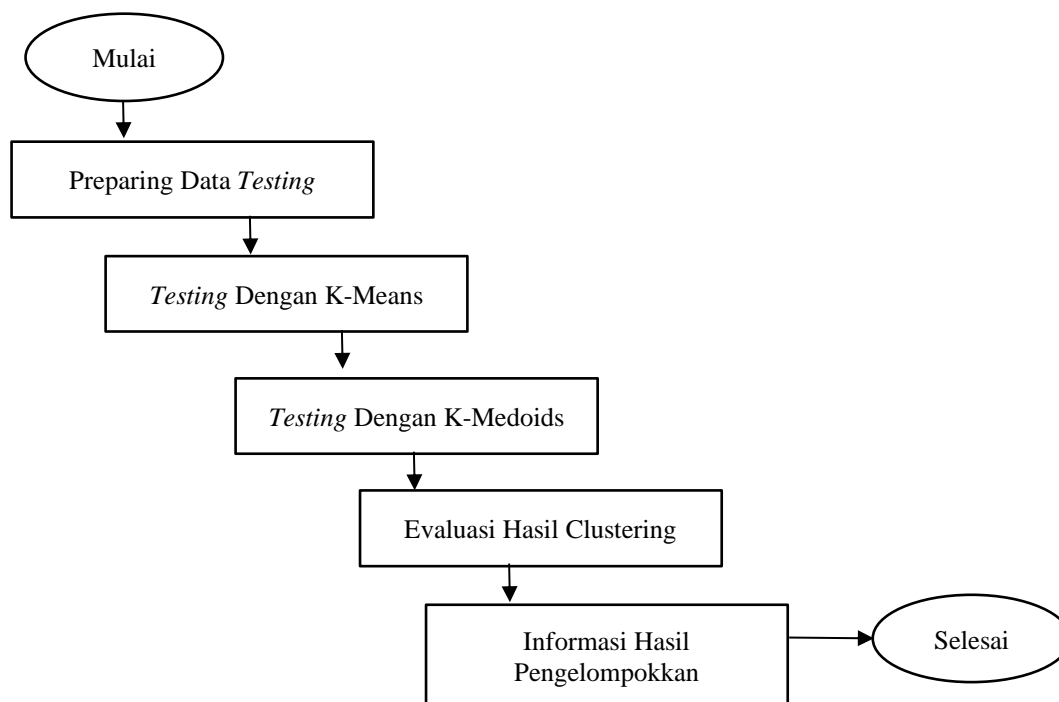 Mulai
Preparing Data Testing
Testing Dengan K-Means
Testing Dengan K-Medoids
Evaluasi Hasil Clustering
Informasi Hasil
Pengelompokkan
Selesai